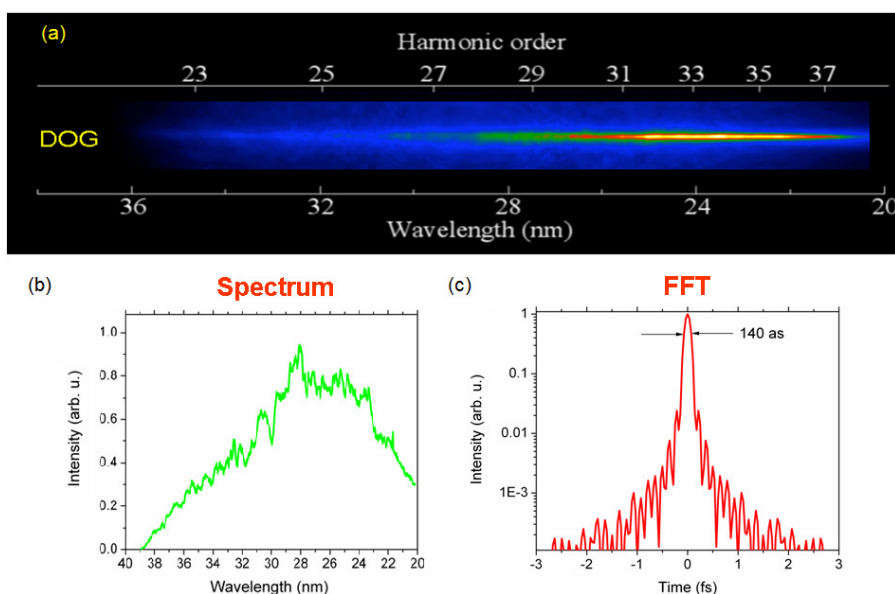 (a)
Harmonic order
23 25 27 29 31 33 35 37
DOG
36 32 28 24 20
Wavelength (nm)
(b)
Spectrum
Intensity (arb. u.)
1.0
0.8
0.6
0.4
0.2
0.0
40 38 36 34 32 30 28 26 24 22 20
Wavelength (nm)
(c)
FFT
Intensity (arb. u.)
1
0.1
0.01
1E-3
140 as
-3 -2 -1 0 1 2 3
Time (fs)